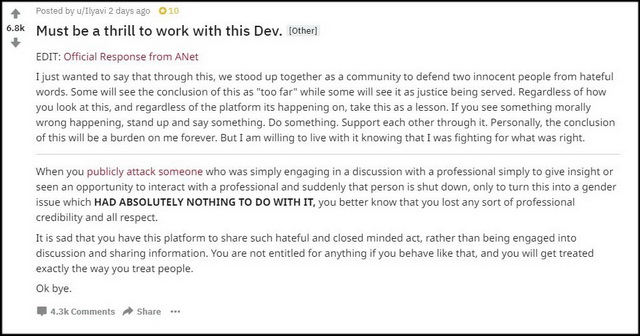 Posted by u/Ilyavi 2 days ago 10
6.8k
Must be a thrill to work with this Dev. [Other]
EDIT: Official Response from ANet
I just wanted to say that through this, we stood up together as a community to defend two innocent people from hateful
words. Some will see the conclusion of this as "too far" while some will see it as justice being served. Regardless of how
you look at this, and regardless of the platform its happening on, take this as a lesson. If you see something morally
wrong happening, stand up and say something. Do something. Support each other through it. Personally, the conclusion
of this will be a burden on me forever. But I am willing to live with it knowing that I was fighting for what was right.
When you publicly attack someone who was simply engaging in a discussion with a professional simply to give insight or
seen an opportunity to interact with a professional and suddenly that person is shut down, only to turn this into a gender
issue which HAD ABSOLUTELY NOTHING TO DO WITH IT, you better know that you lost any sort of professional
credibility and all respect.
It is sad that you have this platform to share such hateful and closed minded act, rather than being engaged into
discussion and sharing information. You are not entitled for anything if you behave like that, and you will get treated
exactly the way you treat people.
Ok bye.
4.3k Comments Share ...